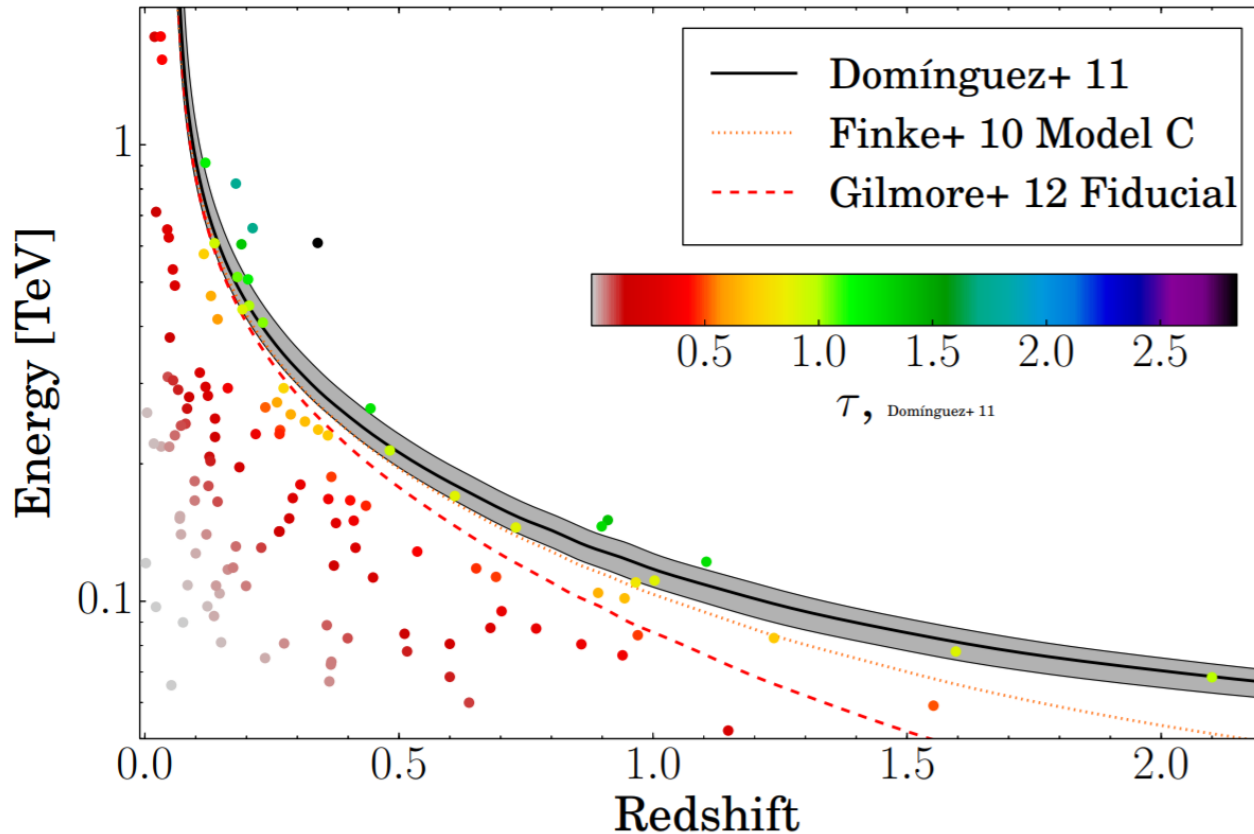 Domínguez+ 11
Finke+ 10 Model C
Gilmore+ 12 Fiducial
1
0.1
Energy [TeV]
0.5 1.0 1.5 2.0 2.5
τ, Domínguez+ 11
0.0 0.5 1.0 1.5 2.0
Redshift